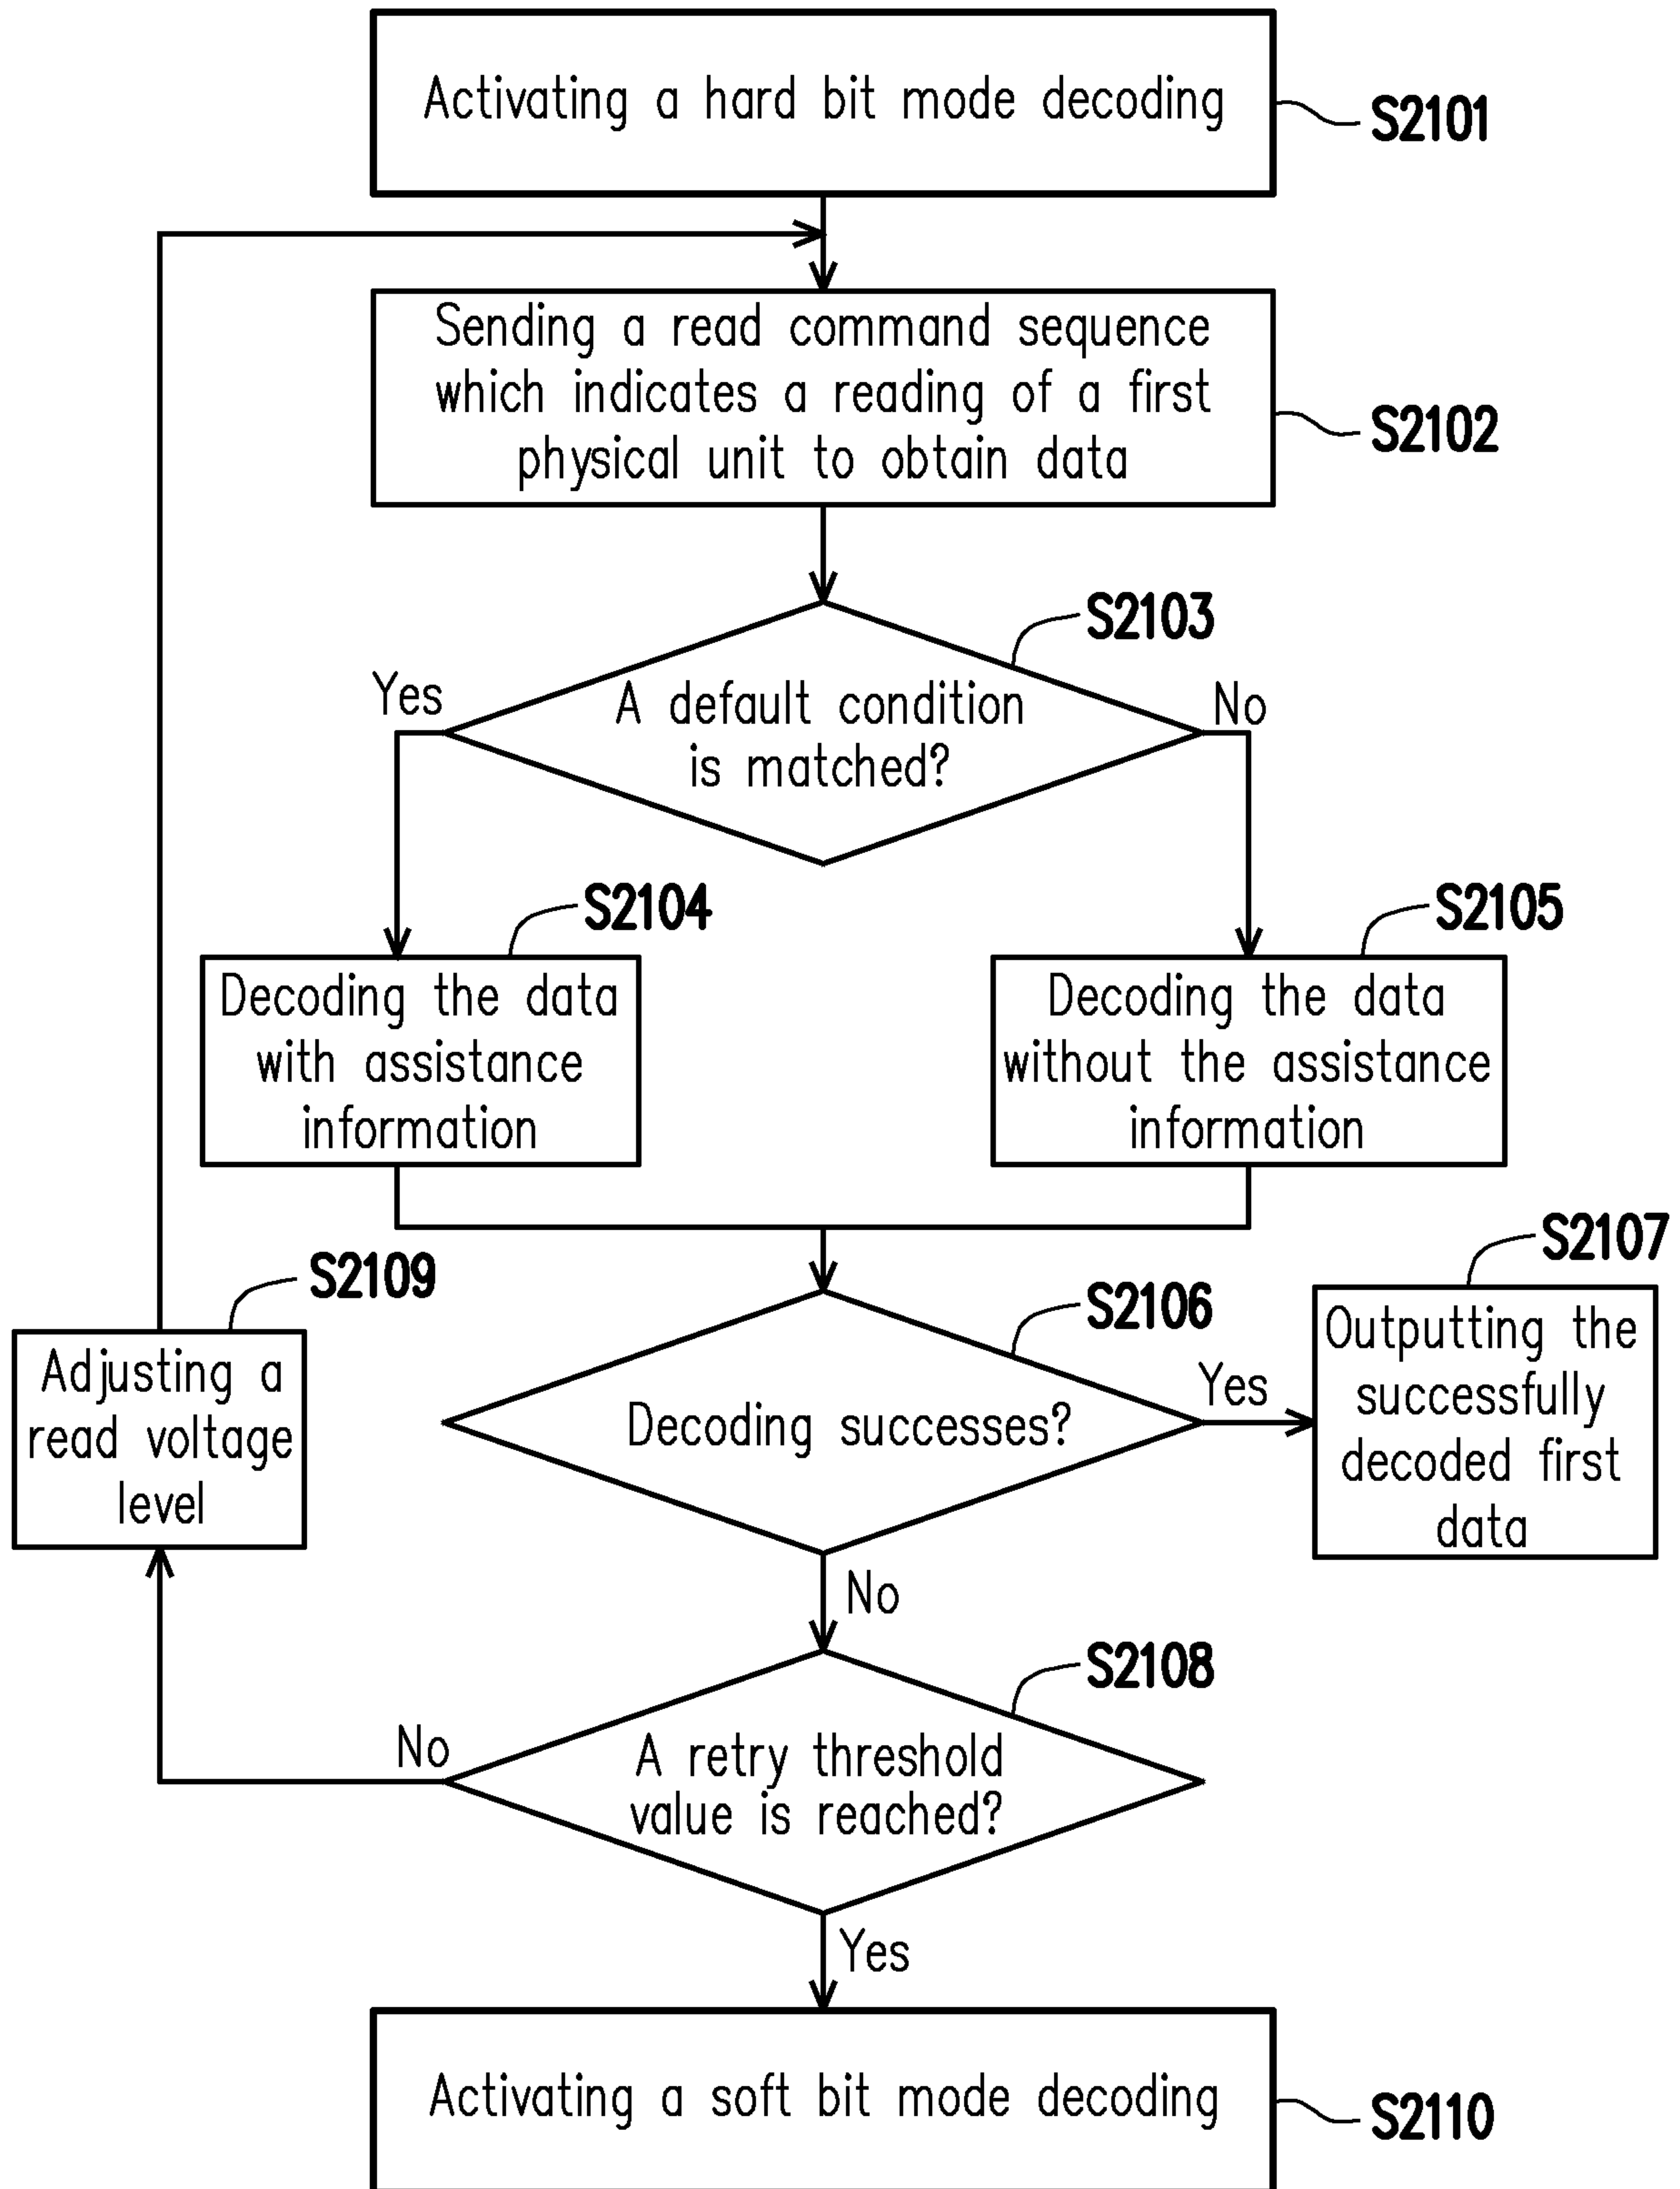 Activating a hard bit mode decoding
S2101
Sending a read command sequence
which indicates a reading of a first
physical unit to obtain data
S2102
S2103
Yes
A default condition
is matched?
No
S2104
Decoding the data
with assistance
information
S2105
Decoding the data
without the assistance
information
S2106
Decoding successes?
Yes
S2107
Outputting the
successfully
decoded first
data
No
S2109
Adjusting a
read voltage
level
S2108
No
A retry threshold
value is reached?
Yes
Activating a soft bit mode decoding
S2110